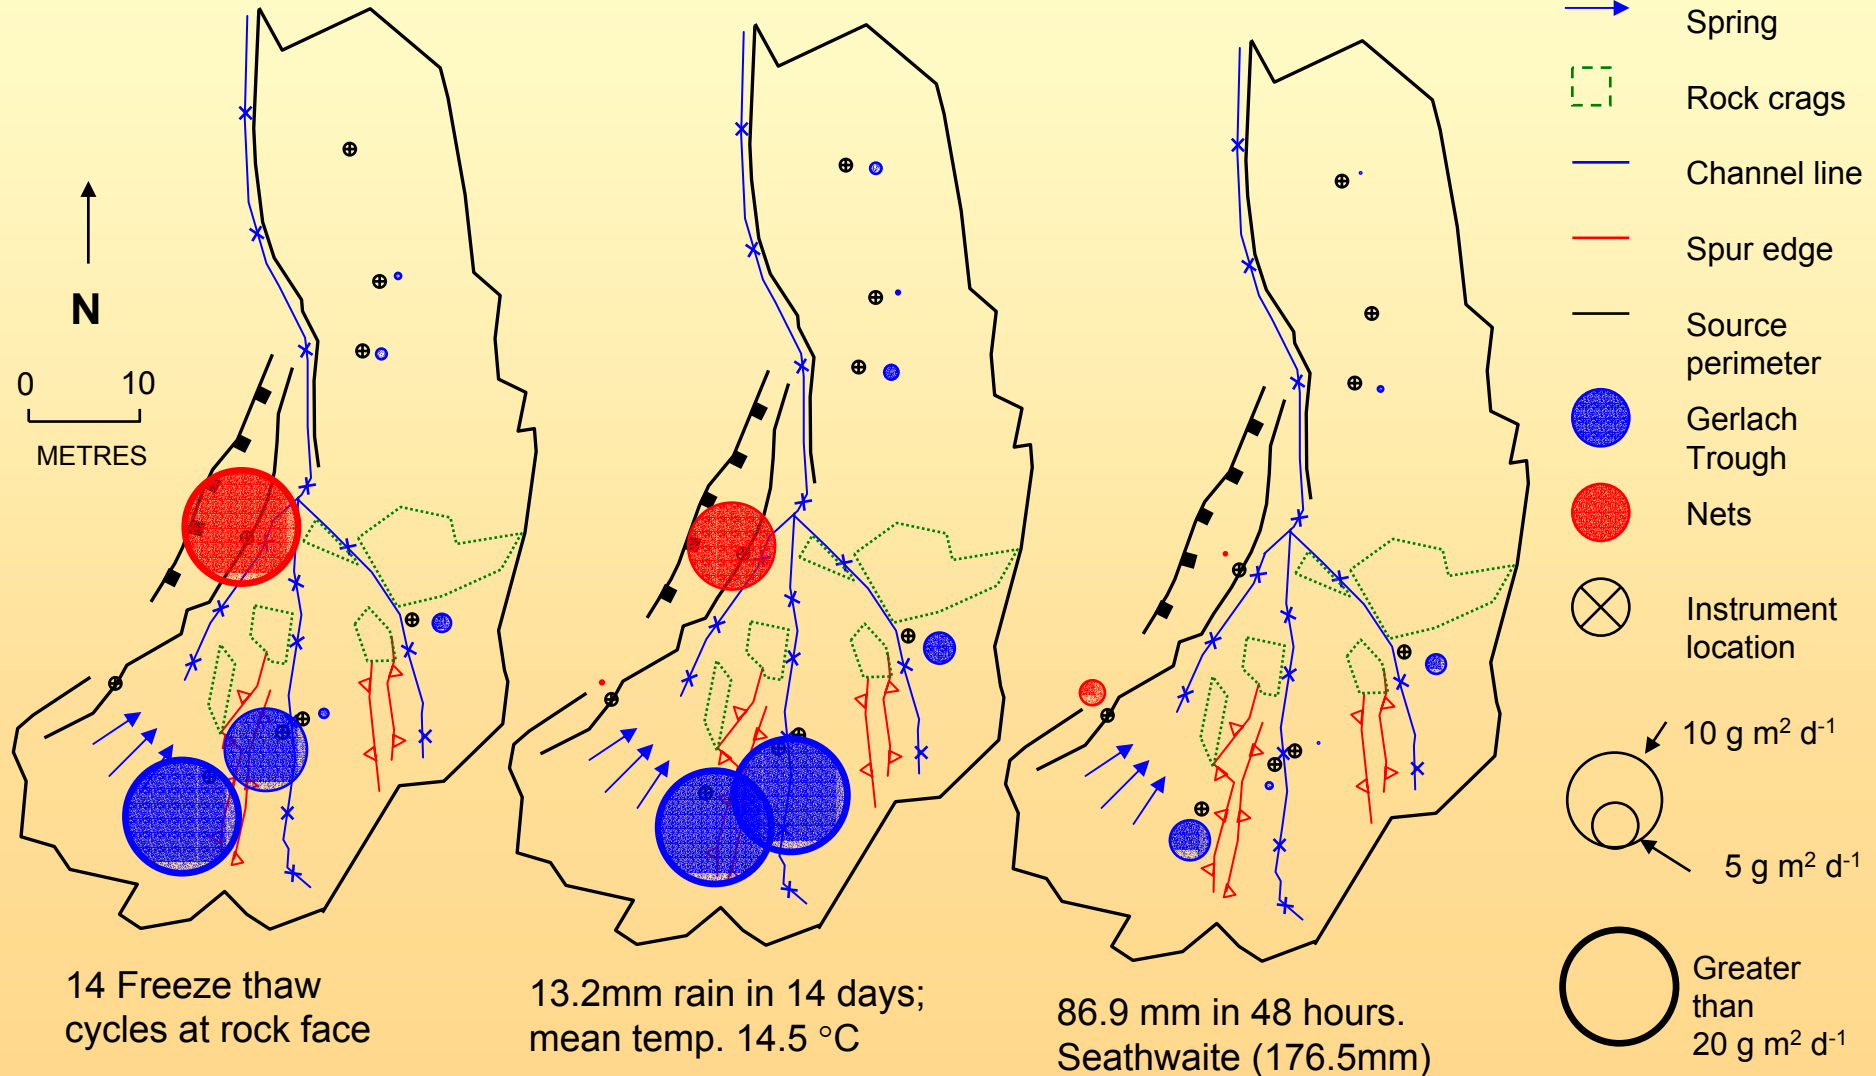 N
0 10
METRES
14 Freeze thaw
cycles at rock face
13.2mm rain in 14 days;
mean temp. 14.5 °C
86.9 mm in 48 hours.
Seathwaite (176.5mm)
Spring
Rock crags
Channel line
Spur edge
Source
perimeter
Gerlach
Trough
Nets
Instrument
location
10 g m² d⁻¹
5 g m² d⁻¹
Greater
than
20 g m² d⁻¹